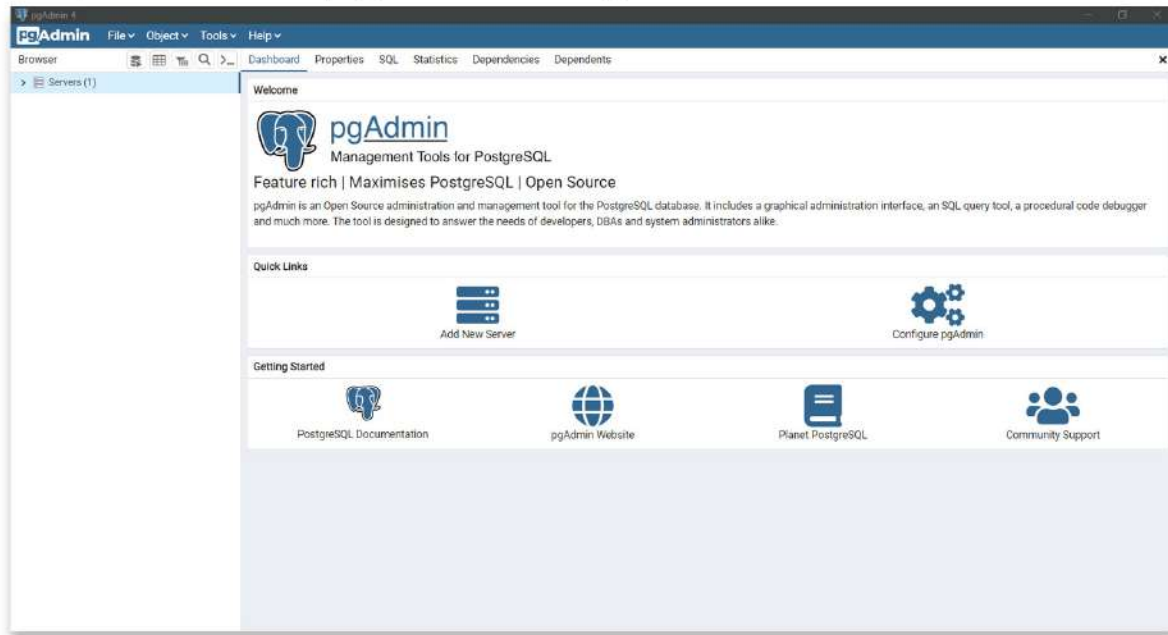 pgAdmin 4
pgAdmin File Object Tools Help
Browser Dashboard Properties SQL Statistics Dependencies Dependents
Servers (1)
Welcome
pgAdmin
Management Tools for PostgreSQL
Feature rich | Maximises PostgreSQL | Open Source
pgAdmin is an Open Source administration and management tool for the PostgreSQL database. It includes a graphical administration interface, an SQL query tool, a procedural code debugger
and much more. The tool is designed to answer the needs of developers, DBAs and system administrators alike.
Quick Links
Add New Server Configure pgAdmin
Getting Started
PostgreSQL Documentation pgAdmin Website Planet PostgreSQL Community Support